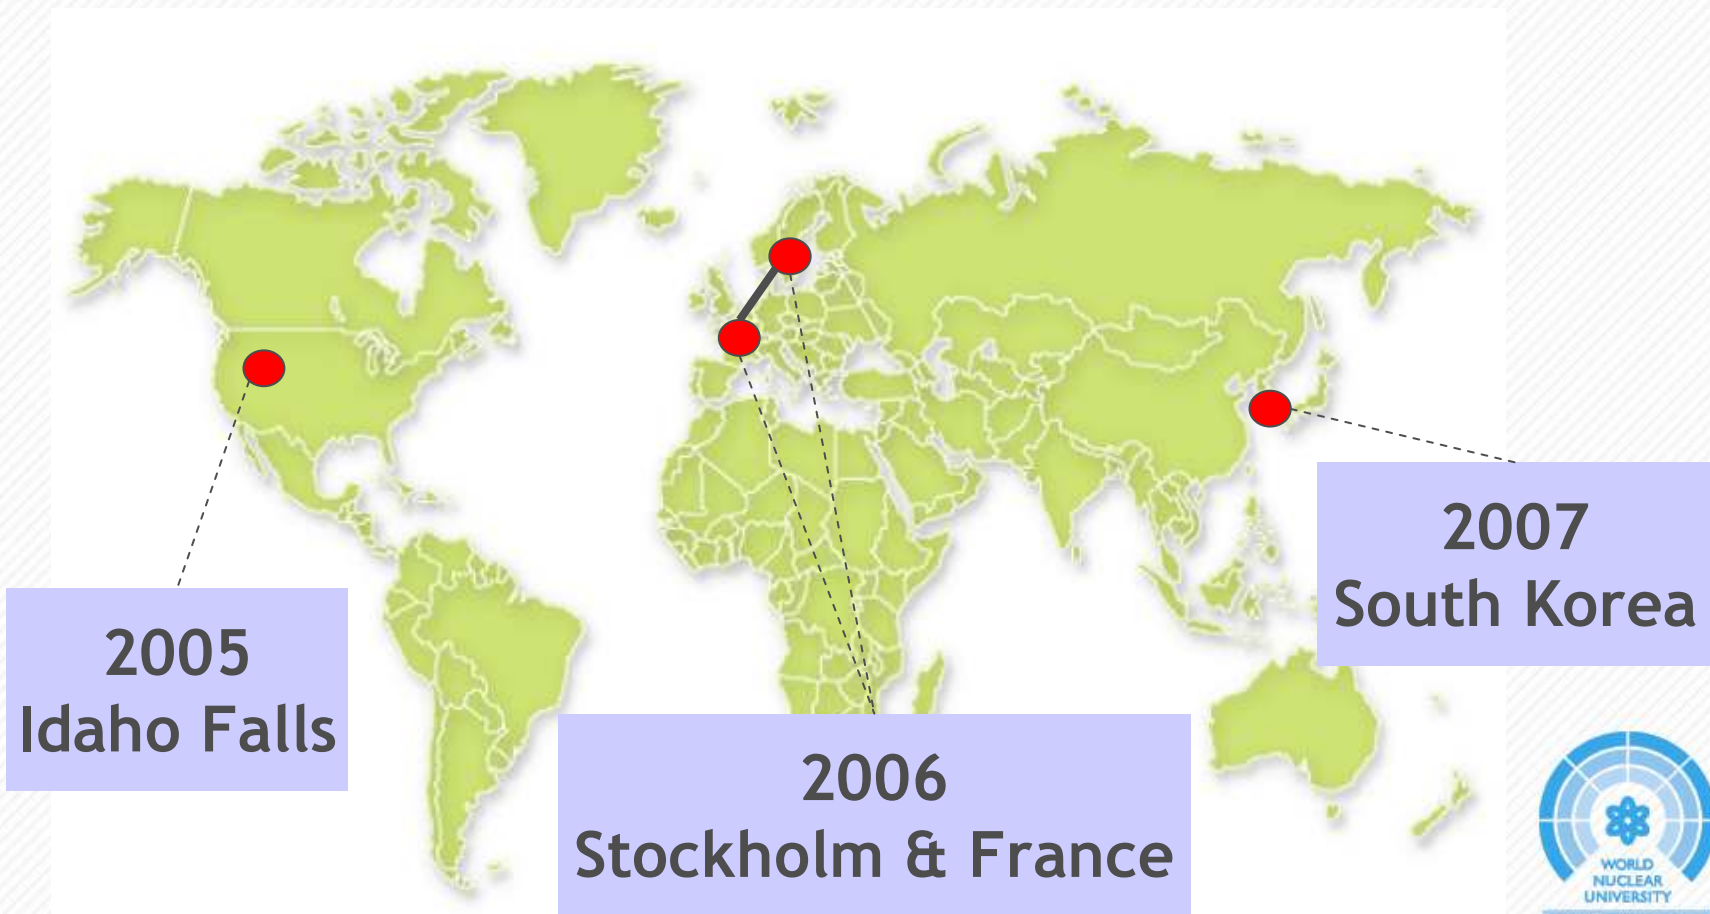 2005
Idaho Falls
2006
Stockholm & France
2007
South Korea
WORLD
NUCLEAR
UNIVERSITY